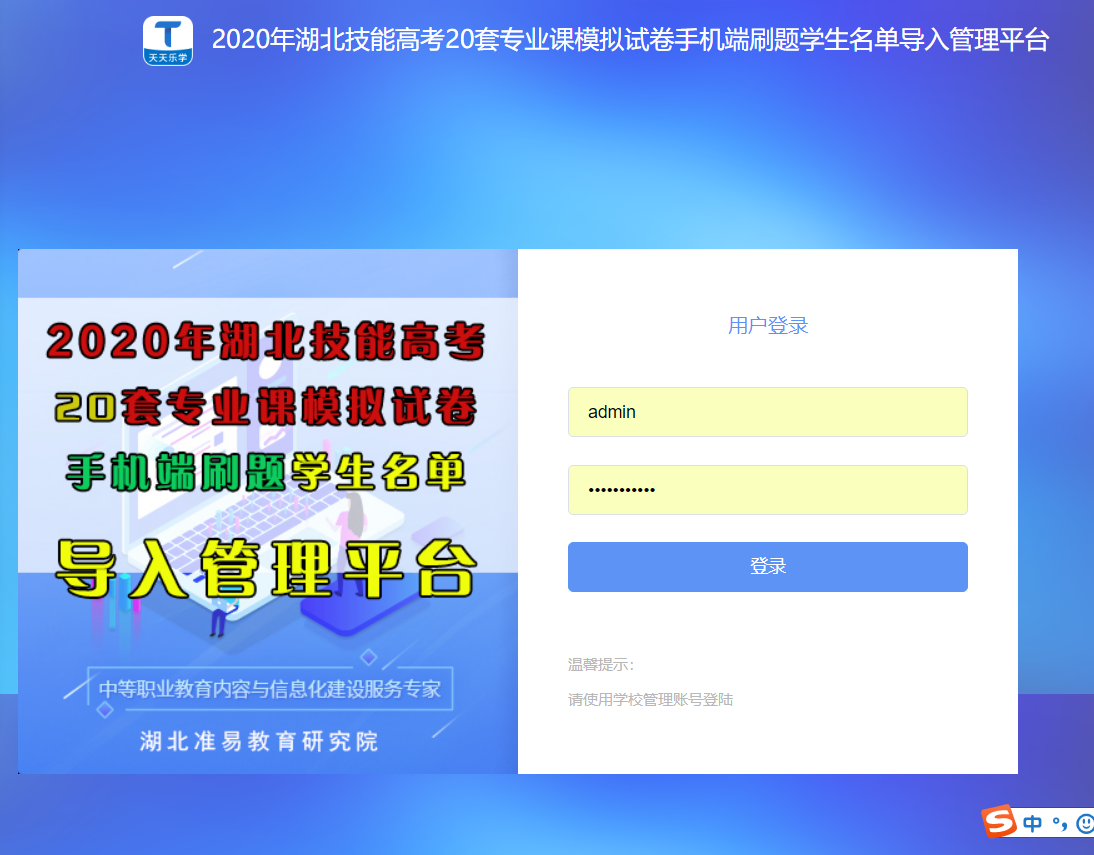 天天乐学
2020年湖北技能高考20套专业课模拟试卷手机端刷题学生名单导入管理平台
2020年湖北技能高考
20套专业课模拟试卷
手机端刷题学生名单
导入管理平台
中等职业教育内容与信息化建设服务专家
湖北准易教育研究院
用户登录
admin
•••••••••••
登录
温馨提示：
请使用学校管理账号登陆
S中°,